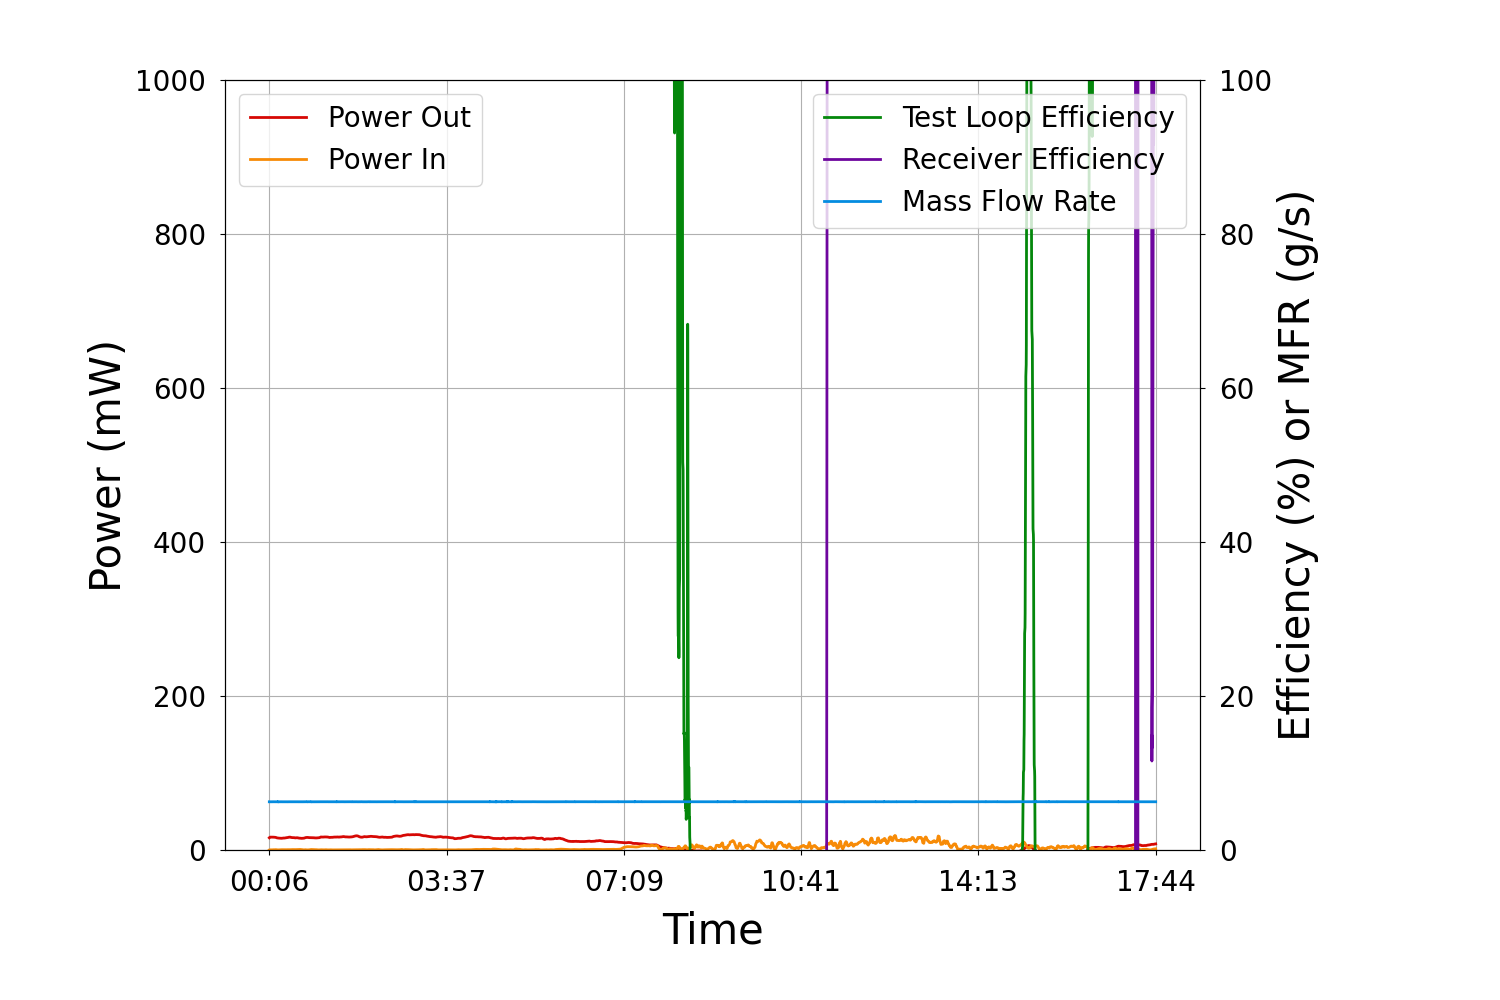 Power (mW)
1000
800
600
400
200
0
Power Out
Power In
Test Loop Efficiency
Receiver Efficiency
Mass Flow Rate
100
80
60
40
20
0
Efficiency (%) or MFR (g/s)
00:06 03:37 07:09 10:41 14:13 17:44
Time